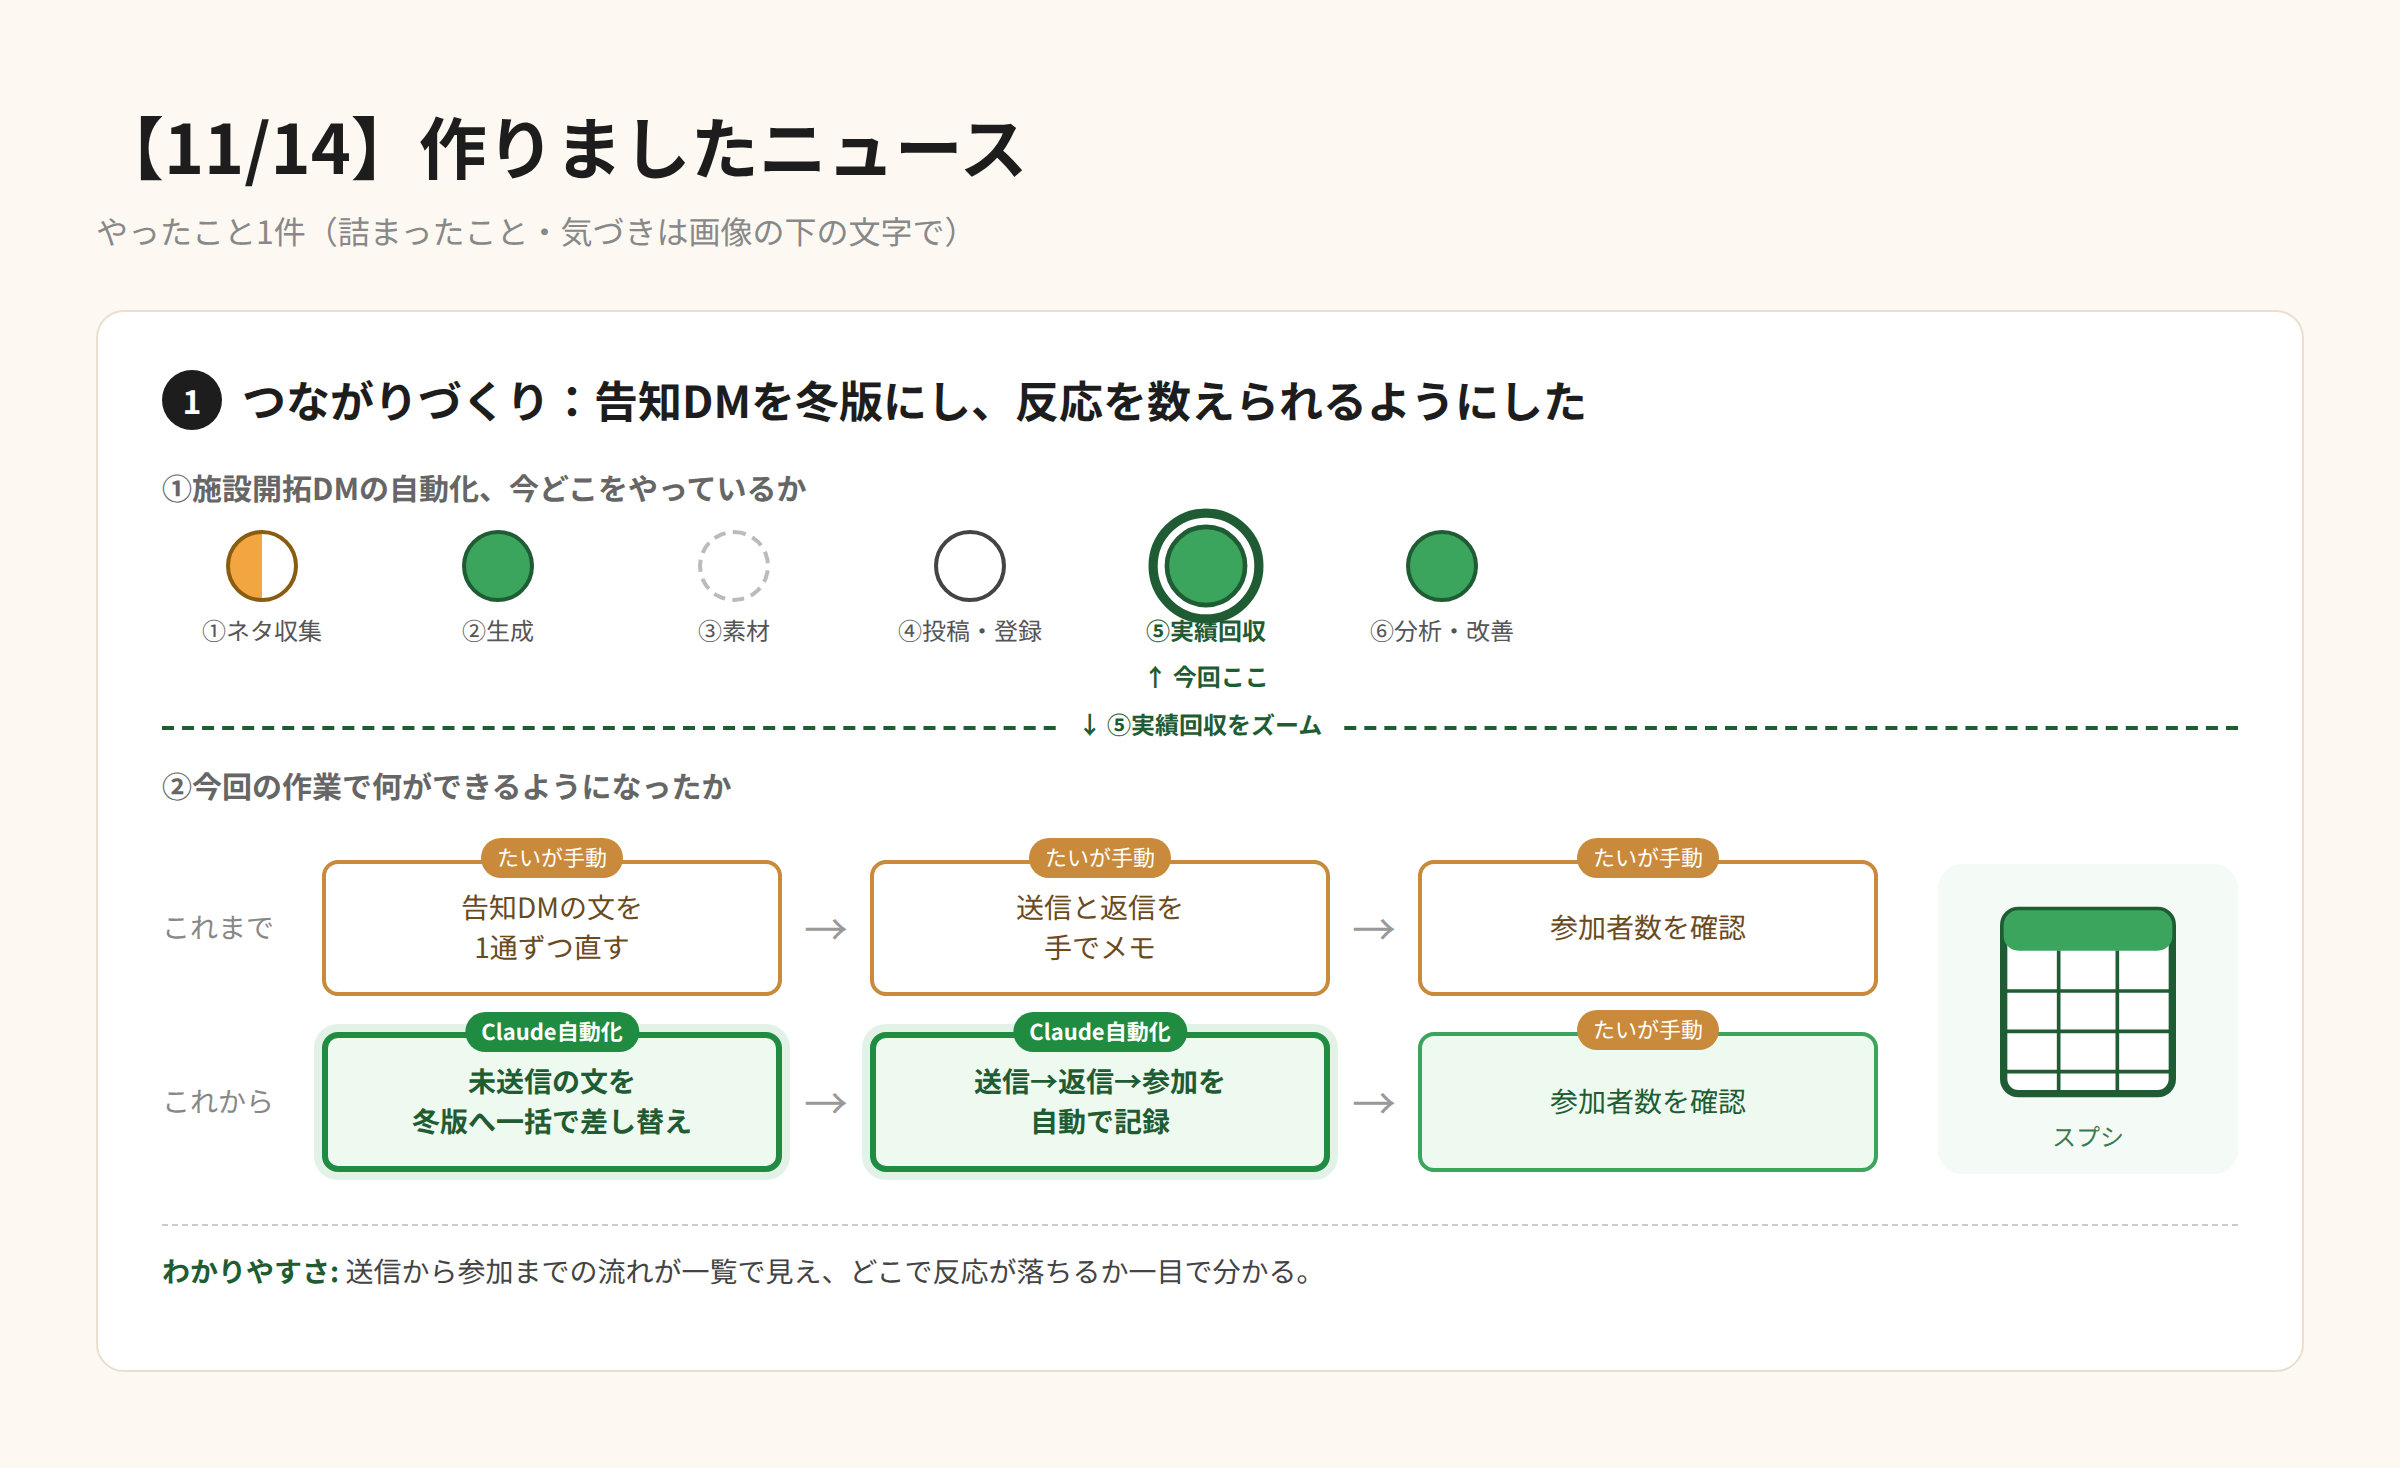 【11/14】作りましたニュース
やったこと1件（詰まったこと・気づきは画像の下の文字で）
1 つながりづくり：告知DMを冬版にし、反応を数えられるようにした
①施設開拓DMの自動化、今どこをやっているか
①ネタ収集 ②生成 ③素材 ④投稿・登録 ⑤実績回収 ⑥分析・改善
↑ 今回ここ
↓ ⑤実績回収をズーム
②今回の作業で何ができるようになったか
これまで
たいが手動
告知DMの文を
1通ずつ直す
→
たいが手動
送信と返信を
手でメモ
→
たいが手動
参加者数を確認
これから
Claude自動化
未送信の文を
冬版へ一括で差し替え
→
Claude自動化
送信→返信→参加を
自動で記録
→
たいが手動
参加者数を確認
スプシ
わかりやすさ: 送信から参加までの流れが一覧で見え、どこで反応が落ちるか一目で分かる。